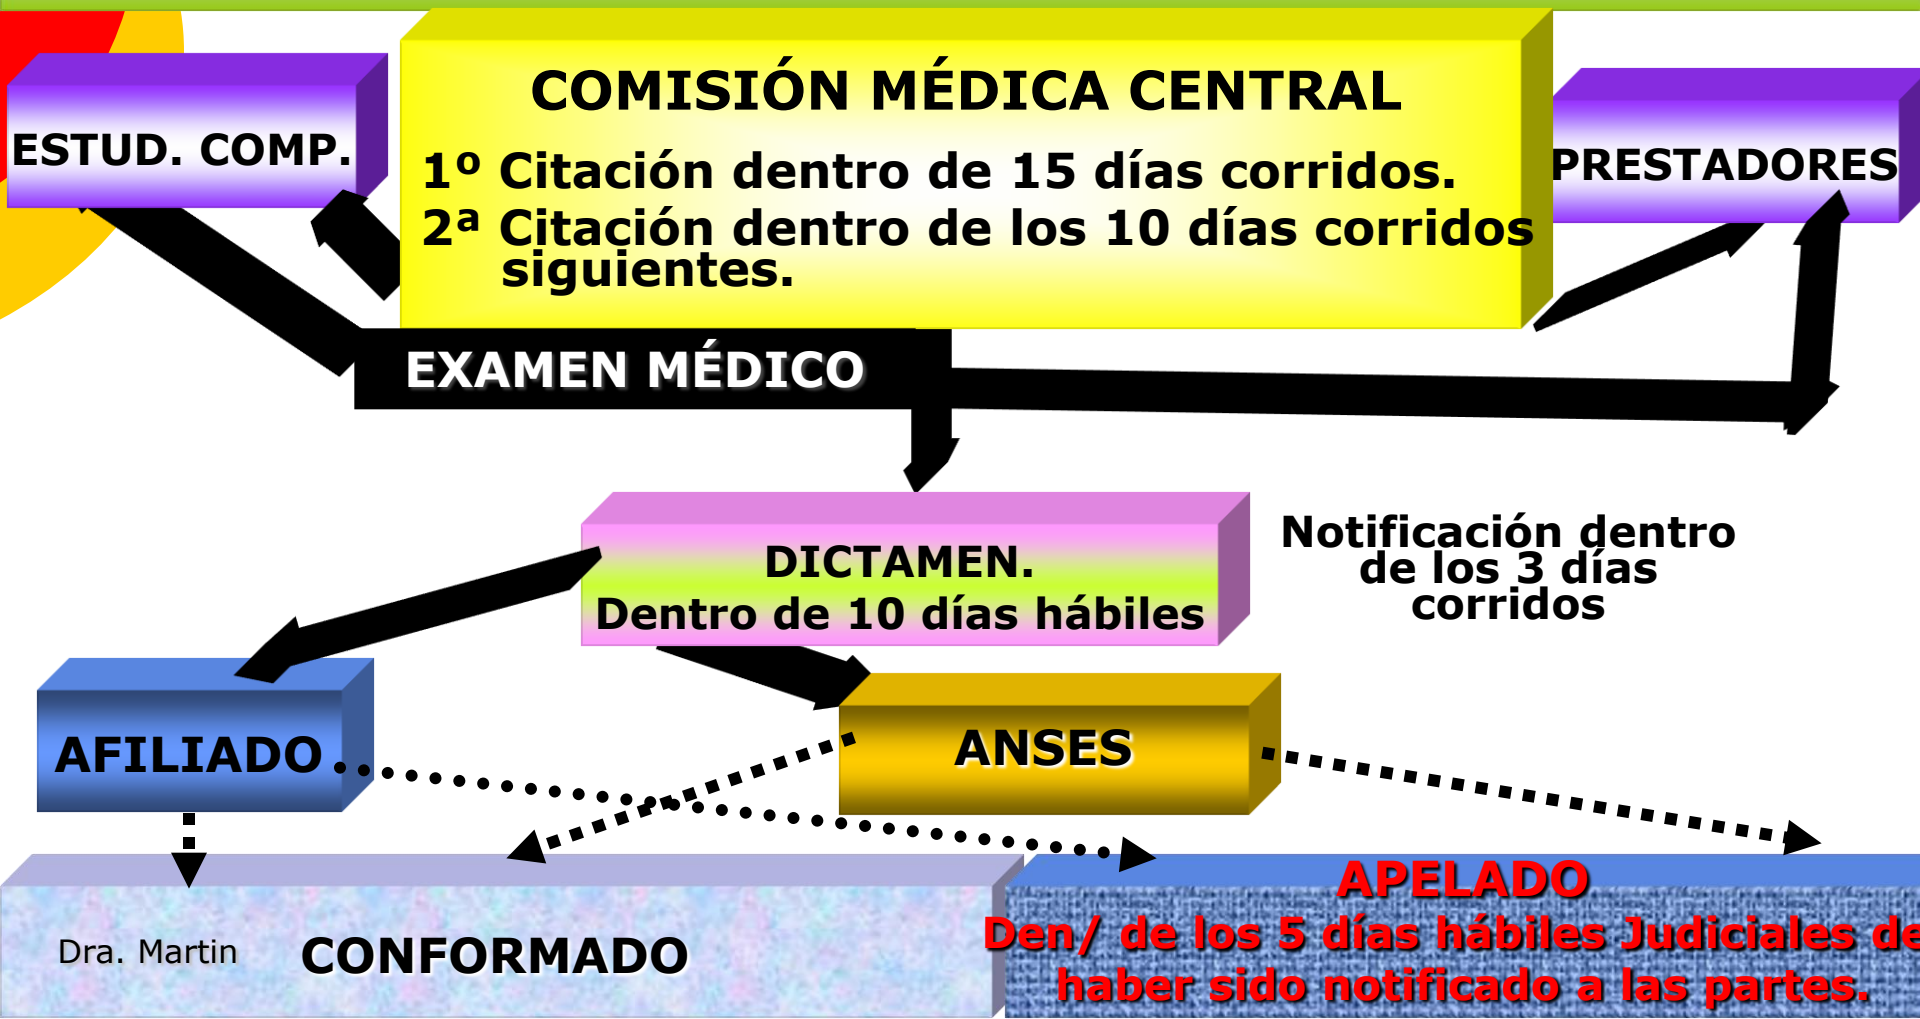 COMISIÓN MÉDICA CENTRAL
ESTUD. COMP.
1º Citación dentro de 15 días corridos.
PRESTADORES
2ª Citación dentro de los 10 días corridos
siguientes.
EXAMEN MÉDICO
DICTAMEN.
Dentro de 10 días hábiles
Notificación dentro
de los 3 días
corridos
AFILIADO
ANSES
Dra. Martin
CONFORMADO
APELADO
Den/ de los 5 días hábiles Judiciales de
haber sido notificado a las partes.